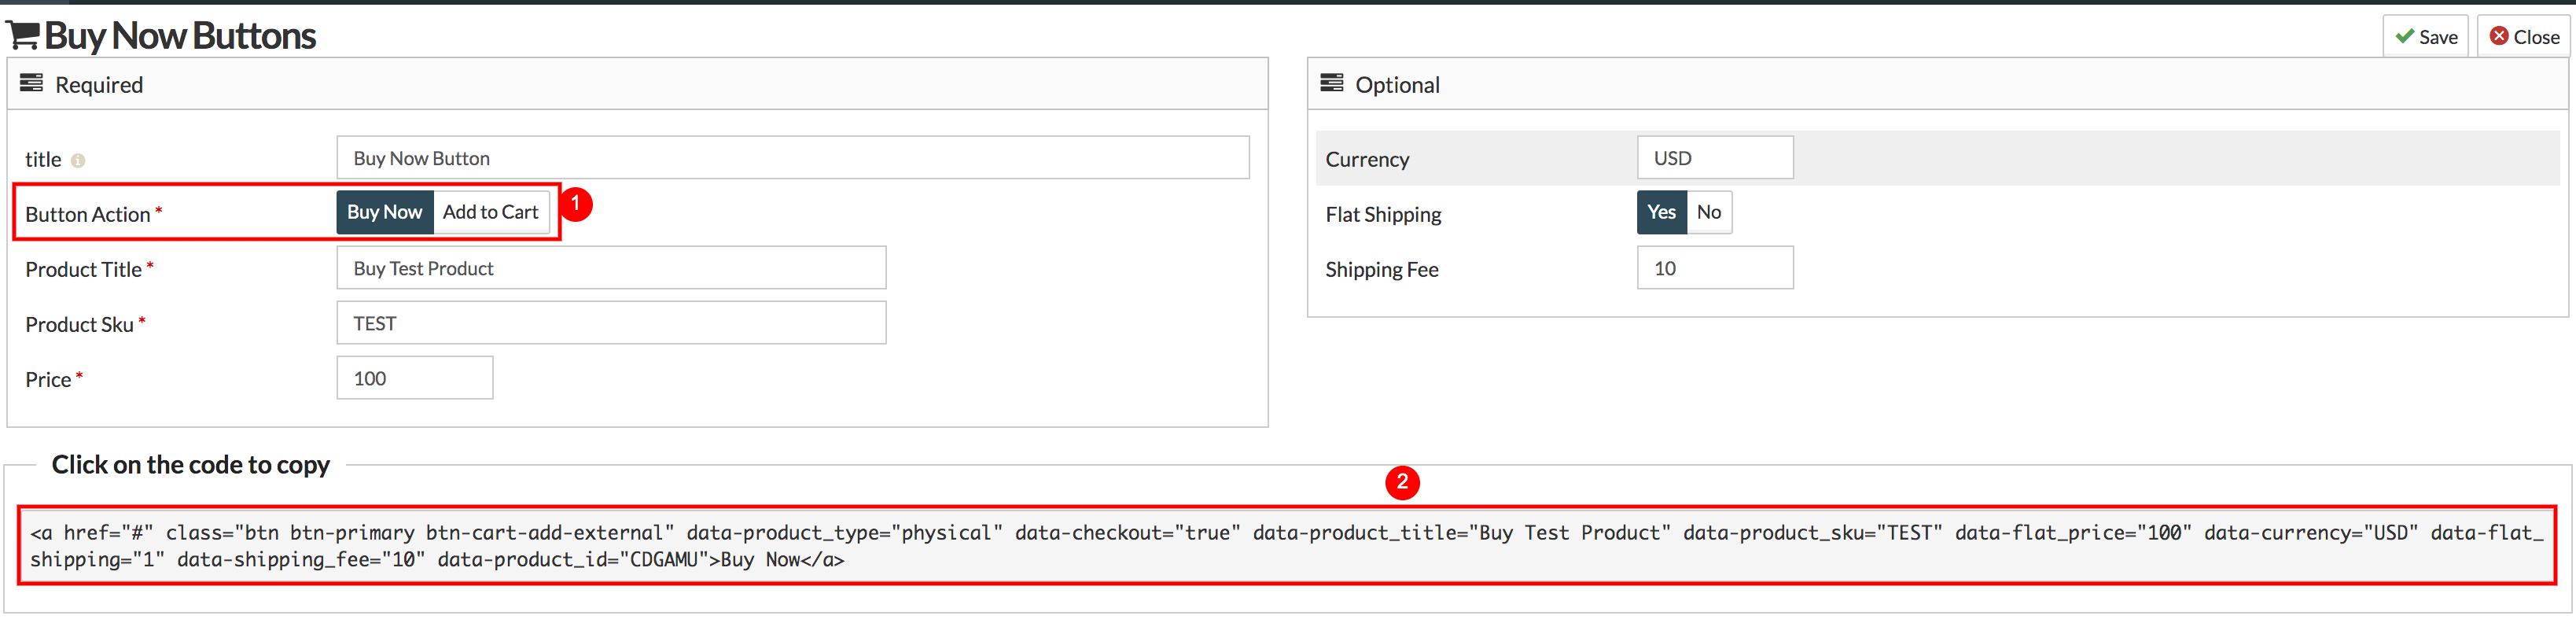 Buy Now Buttons
Save
Close
Required
title
Buy Now Button
Button Action *
Buy Now
Add to Cart
1
Product Title *
Buy Test Product
Product Sku *
TEST
Price *
100
Optional
Currency
USD
Flat Shipping
Yes
No
Shipping Fee
10
Click on the code to copy
2
<a href="#" class="btn btn-primary btn-cart-add-external" data-product_type="physical" data-checkout="true" data-product_title="Buy Test Product" data-product_sku="TEST" data-flat_price="100" data-currency="USD" data-flat_
shipping="1" data-shipping_fee="10" data-product_id="CDGAMU">Buy Now</a>